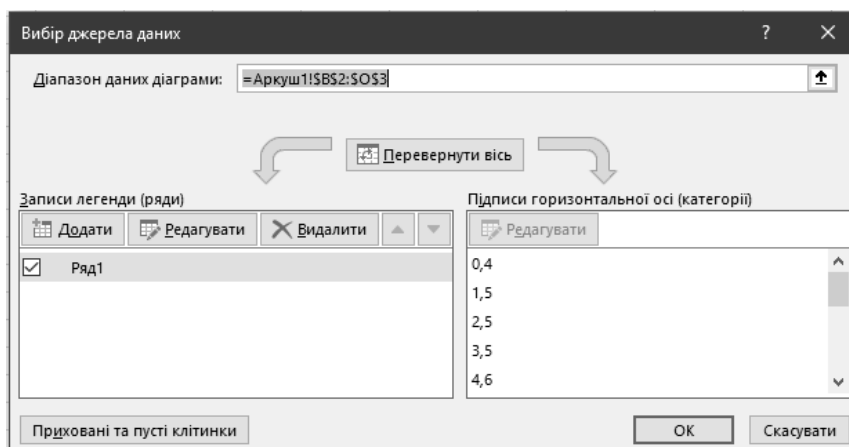 Вибір джерела даних ? ×
Діапазон даних діаграми: =Аркуш1!$B$2:$O$3
Перевернути вісь
Записи легенди (ряди)
Додати Редагувати Видалити
Ряд1
Підписи горизонтальної осі (категорії)
Редагувати
0,4
1,5
2,5
3,5
4,6
Приховані та пусті клітинки
ОК Скасувати